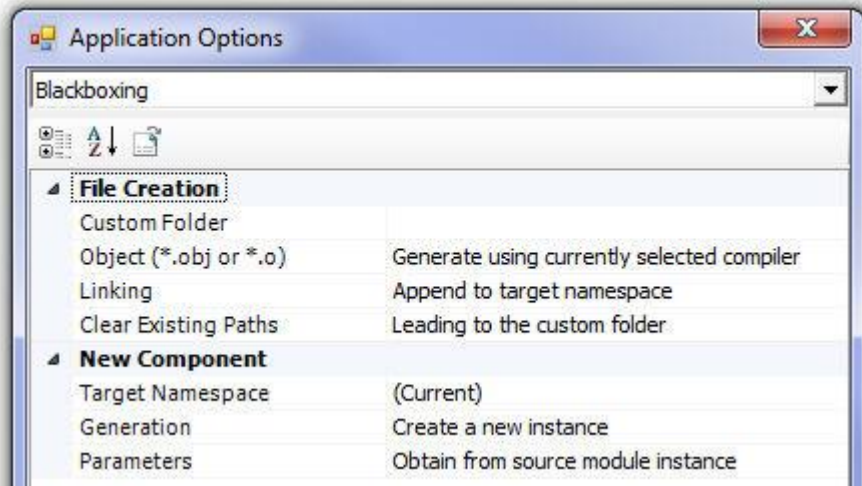 Application Options
Blackboxing
File Creation
Custom Folder
Object (*.obj or *.o) Generate using currently selected compiler
Linking Append to target namespace
Clear Existing Paths Leading to the custom folder
New Component
Target Namespace (Current)
Generation Create a new instance
Parameters Obtain from source module instance